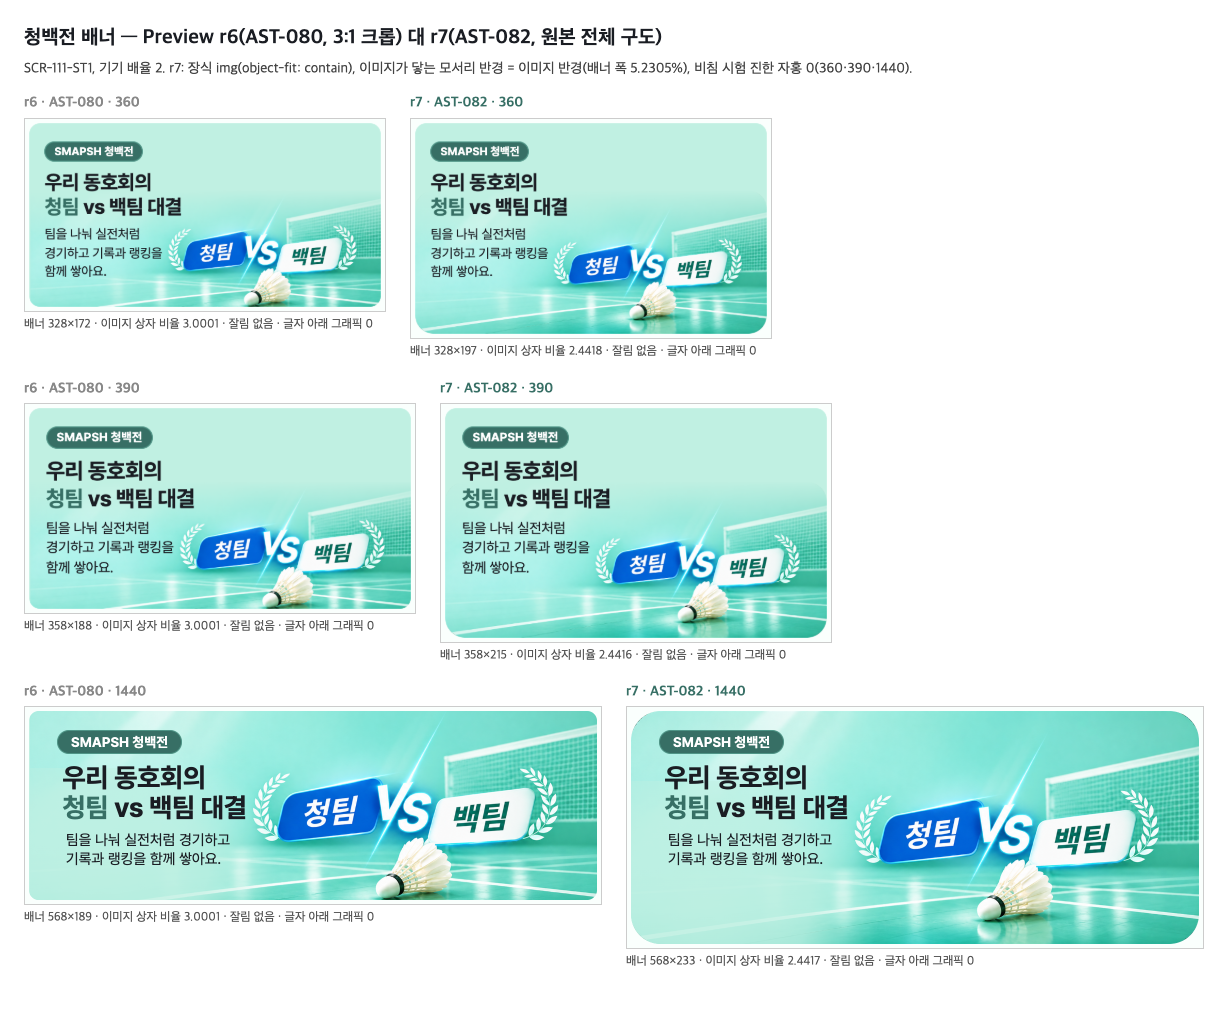 청백전 배너 — Preview r6(AST-080, 3:1 크롭) 대 r7(AST-082, 원본 전체 구도)
SCR-111-ST1, 기기 배율 2. r7: 장식 img(object-fit: contain), 이미지가 닿는 모서리 반경 = 이미지 반경(배너 폭 5.2305%), 비침 시험 진한 자홍 0(360·390·1440).
r6 · AST-080 · 360
SMAPSH 청백전
우리 동호회의
청팀 vs 백팀 대결
팀을 나눠 실전처럼
경기하고 기록과 랭킹을
함께 쌓아요.
청팀 VS 백팀
배너 328×172 · 이미지 상자 비율 3.0001 · 잘림 없음 · 글자 아래 그래픽 0
r7 · AST-082 · 360
SMAPSH 청백전
우리 동호회의
청팀 vs 백팀 대결
팀을 나눠 실전처럼
경기하고 기록과 랭킹을
함께 쌓아요.
청팀 VS 백팀
배너 328×197 · 이미지 상자 비율 2.4418 · 잘림 없음 · 글자 아래 그래픽 0
r6 · AST-080 · 390
SMAPSH 청백전
우리 동호회의
청팀 vs 백팀 대결
팀을 나눠 실전처럼
경기하고 기록과 랭킹을
함께 쌓아요.
청팀 VS 백팀
배너 358×188 · 이미지 상자 비율 3.0001 · 잘림 없음 · 글자 아래 그래픽 0
r7 · AST-082 · 390
SMAPSH 청백전
우리 동호회의
청팀 vs 백팀 대결
팀을 나눠 실전처럼
경기하고 기록과 랭킹을
함께 쌓아요.
청팀 VS 백팀
배너 358×215 · 이미지 상자 비율 2.4416 · 잘림 없음 · 글자 아래 그래픽 0
r6 · AST-080 · 1440
SMAPSH 청백전
우리 동호회의
청팀 vs 백팀 대결
팀을 나눠 실전처럼 경기하고
기록과 랭킹을 함께 쌓아요.
청팀 VS 백팀
배너 568×189 · 이미지 상자 비율 3.0001 · 잘림 없음 · 글자 아래 그래픽 0
r7 · AST-082 · 1440
SMAPSH 청백전
우리 동호회의
청팀 vs 백팀 대결
팀을 나눠 실전처럼 경기하고
기록과 랭킹을 함께 쌓아요.
청팀 VS 백팀
배너 568×233 · 이미지 상자 비율 2.4417 · 잘림 없음 · 글자 아래 그래픽 0